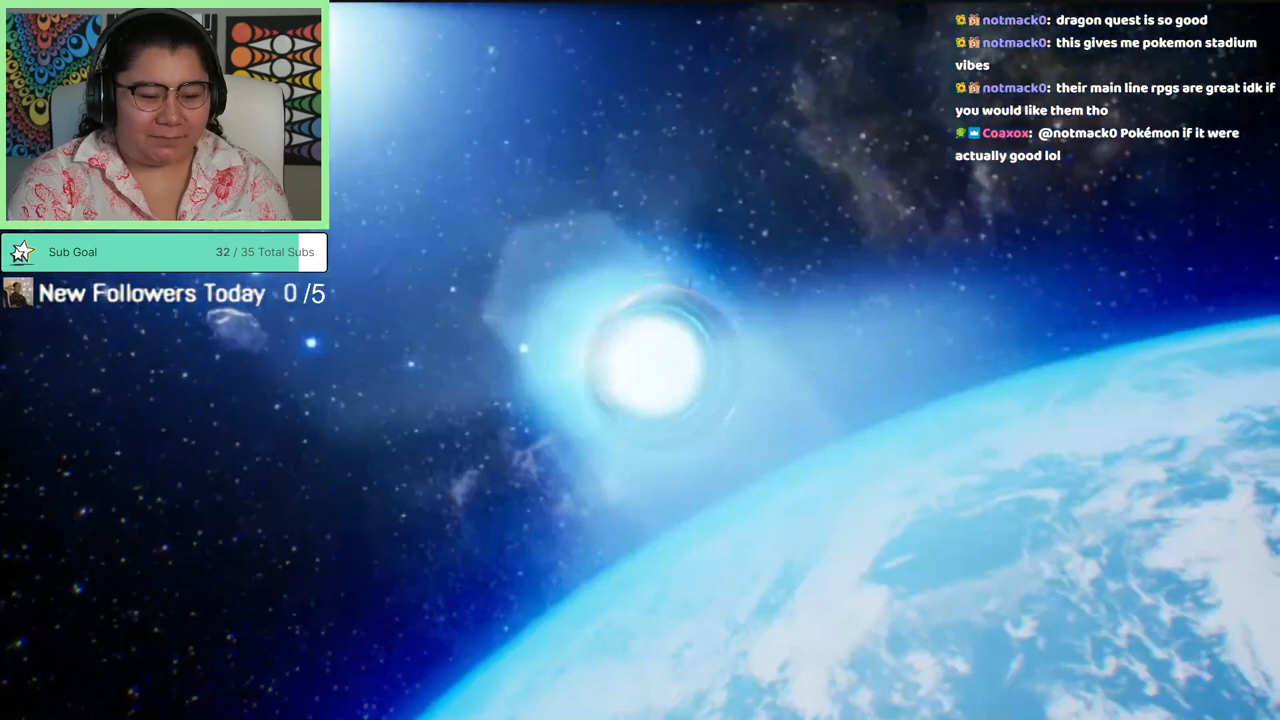 notmack0: dragon quest is so good
notmack0: this gives me pokemon stadium
vibes
notmack0: their main line rpgs are great idk if
you would like them tho
Coaxox: @notmack0 Pokémon if it were
actually good lol
Sub Goal 32 / 35 Total Subs
New Followers Today 0 /5